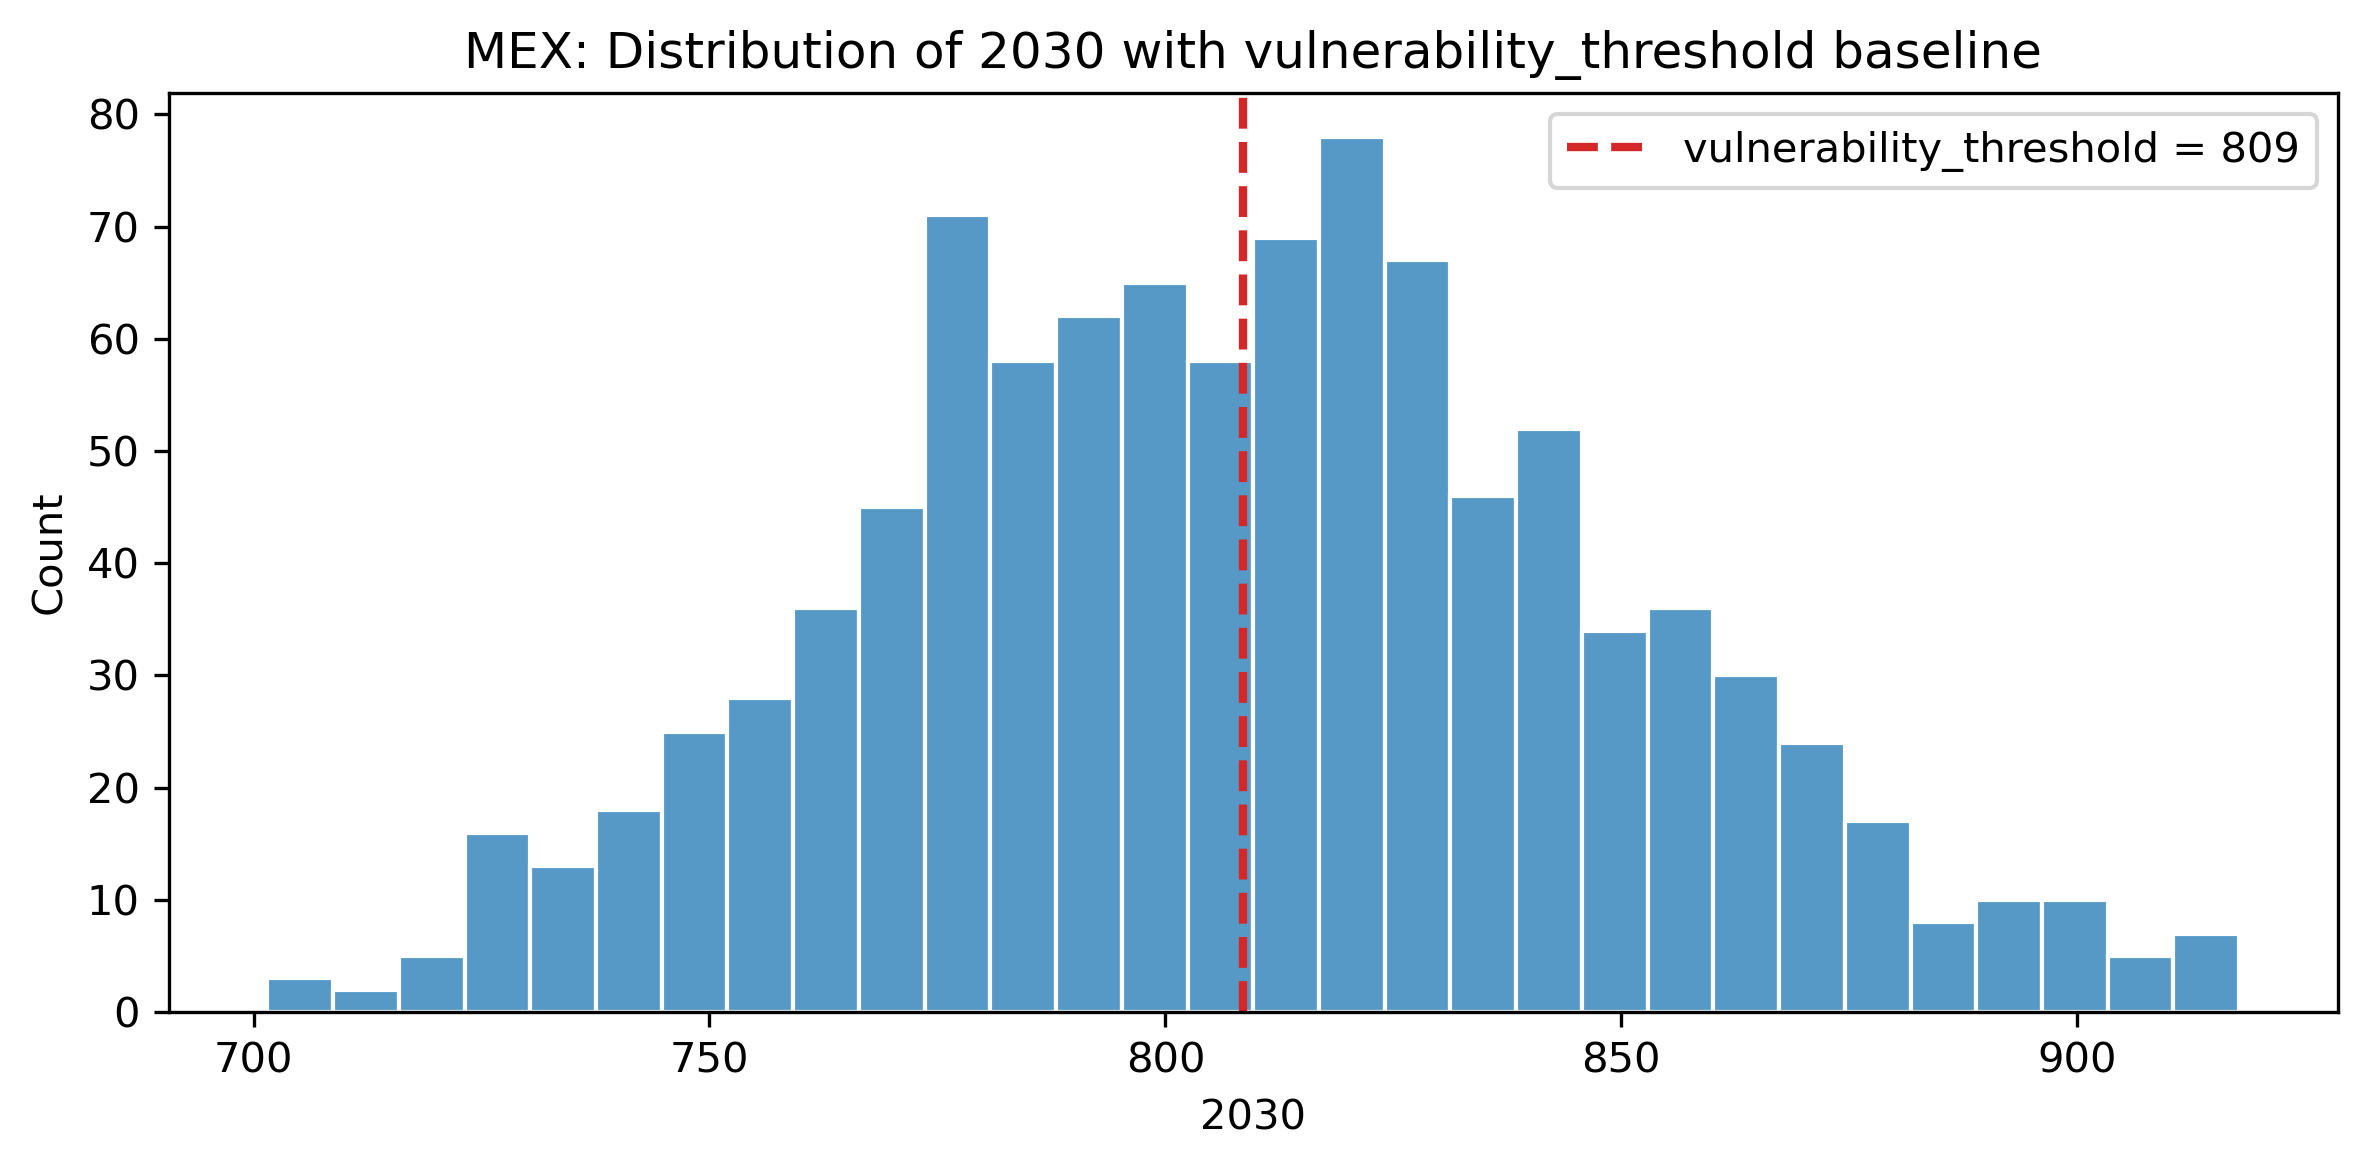 MEX: Distribution of 2030 with vulnerability_threshold baseline
vulnerability_threshold = 809
80
70
60
50
40
30
20
10
0
Count
700 750 800 850 900
2030